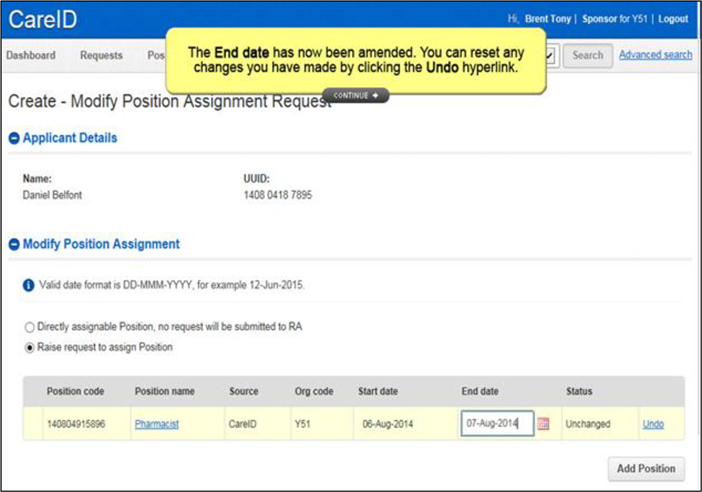 CareID
Hi, Brent Tony | Sponsor for Y51 | Logout
Dashboard Requests Pos Search Advanced search
The End date has now been amended. You can reset any
changes you have made by clicking the Undo hyperlink.
CONTINUE
Create - Modify Position Assignment Request
Applicant Details
Name: UUID:
Daniel Belfont 1408 0418 7895
Modify Position Assignment
Valid date format is DD-MMM-YYYY, for example 12-Jun-2015.
Directly assignable Position, no request will be submitted to RA
Raise request to assign Position
Position code Position name Source Org code Start date End date Status
140804915896 Pharmacist CareID Y51 06-Aug-2014 07-Aug-2014 Unchanged Undo
Add Position